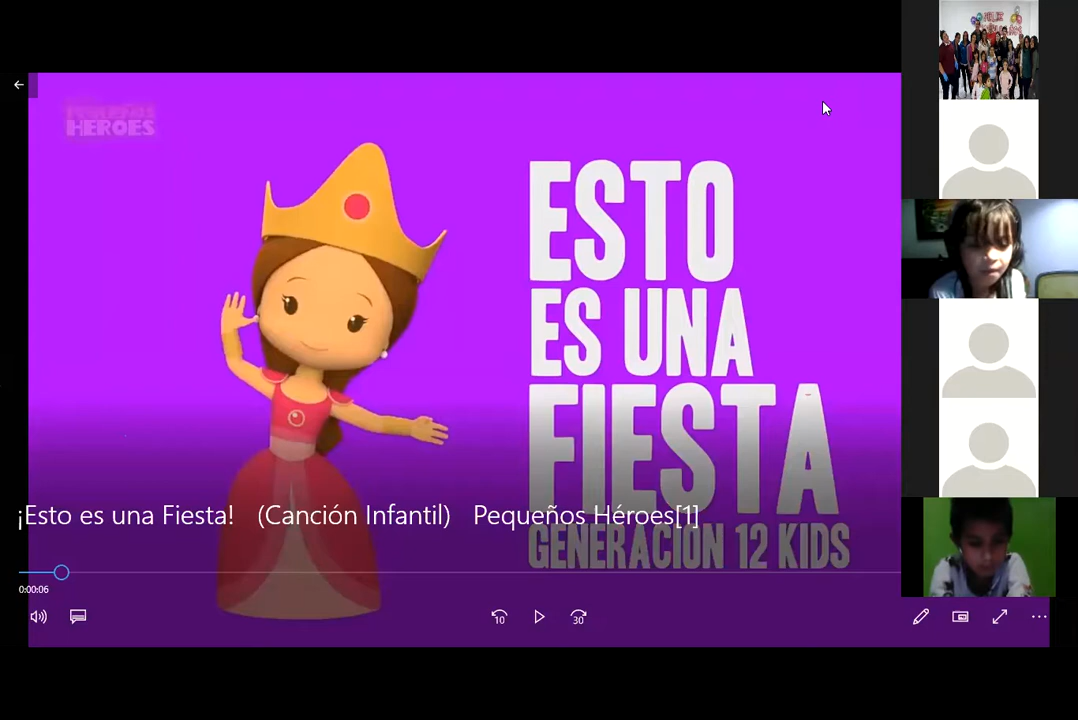 HEROES
ESTO
ES UNA
FIESTA
GENERACIÓN 12 KIDS
¡Esto es una Fiesta! (Canción Infantil) Pequeños Héroes[1]
0:00:06
10
30